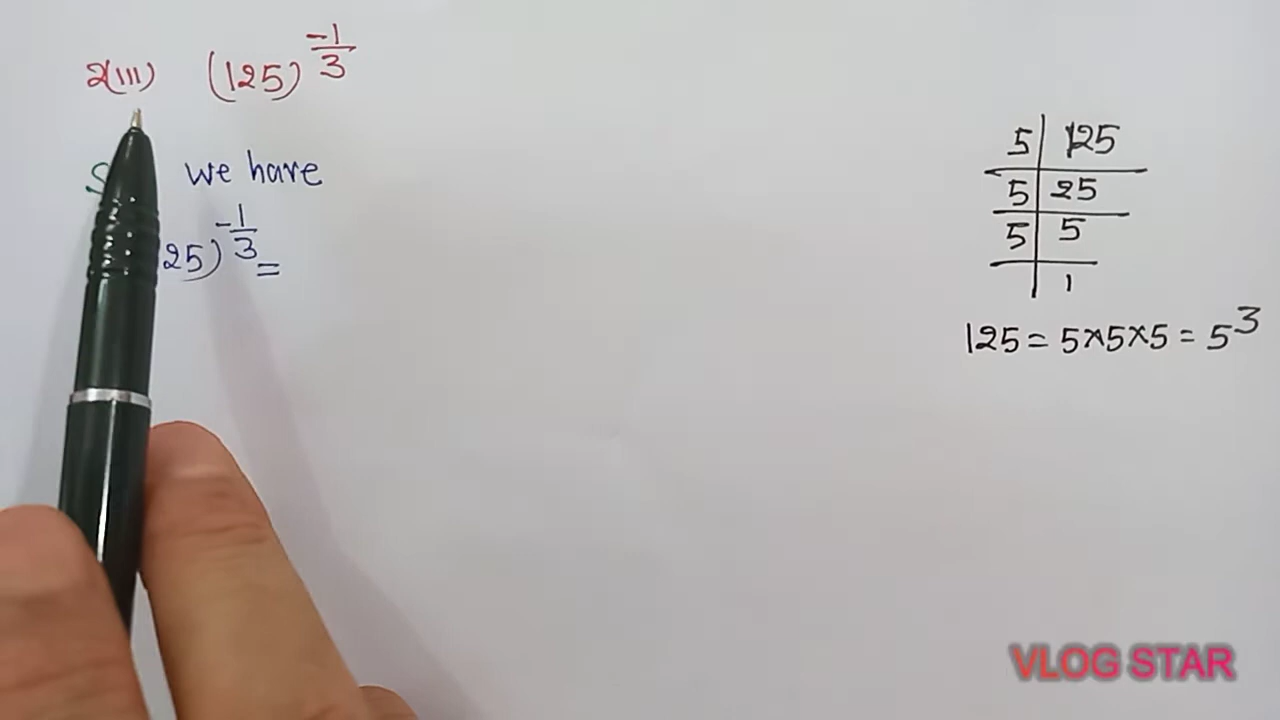 2(iii) (125)^{-1/3}
we have
25)^{-1/3} =
5 | 125
5 | 25
5 | 5
| 1
125 = 5×5×5 = 5^3
VLOG STAR